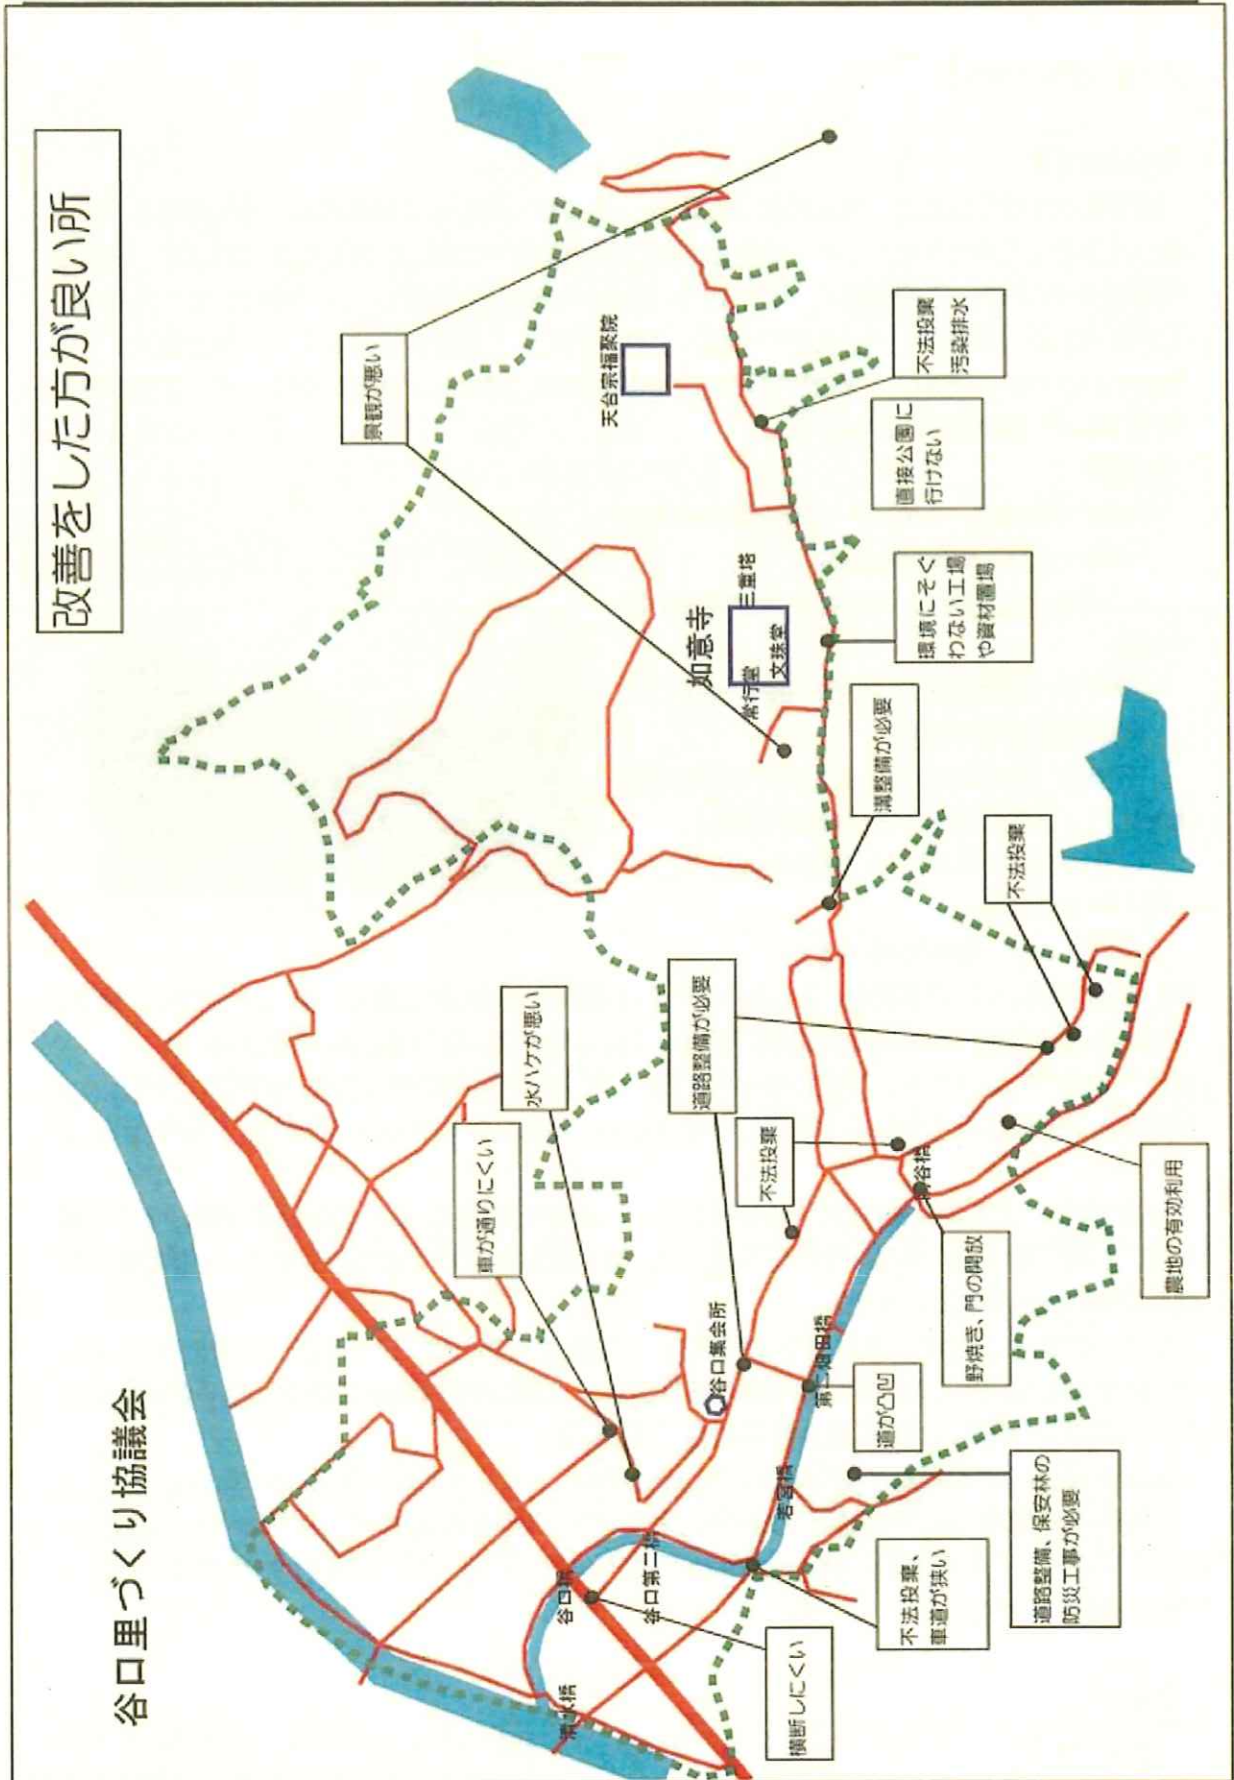 谷口里づくり協議会
改善をした方が良い所
景観が悪い
天台宗福聚院
不法投棄
汚染排水
直接公園に
行けない
如意寺
三重塔
文珠堂
常行堂
環境にそぐ
わない工場
や資材置場
溝整備が必要
不法投棄
水ハケが悪い
道路整備が必要
車が通りにくい
不法投棄
農地の有効利用
野焼き、門の開放
谷口集会所
第二畑田橋
道が凸凹
若宮橋
道路整備、保安林の
防災工事が必要
谷口橋
谷口第二橋
不法投棄、
車道が狭い
清水橋
横断しにくい